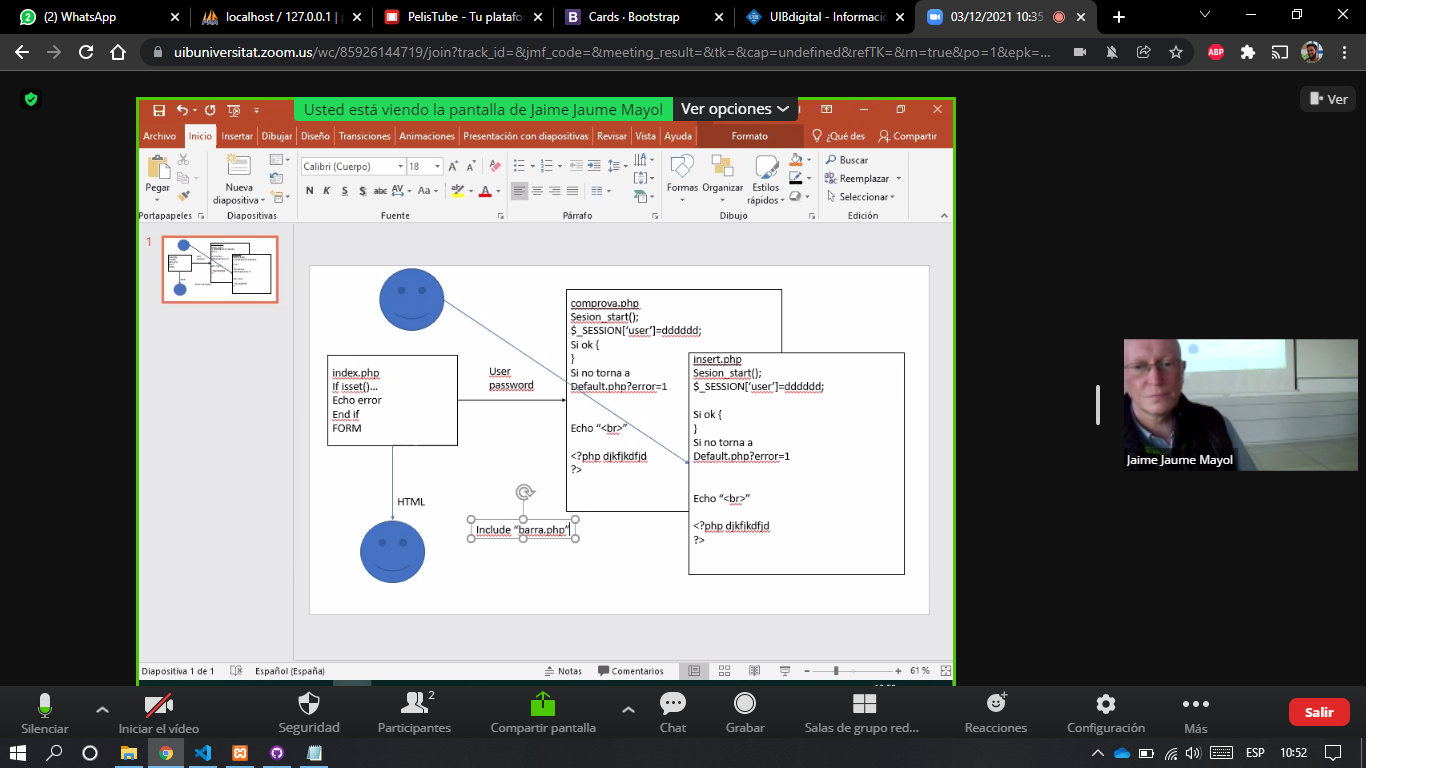 (2) WhatsApp
localhost / 127.0.0.1 | p
PelisTube - Tu platafor
Cards · Bootstrap
UIBdigital - Informació
03/12/2021 10:35
uibuniversitat.zoom.us/wc/85926144719/join?track_id=&jmf_code=&meeting_result=&tk=&cap=undefined&refTK=&rn=true&po=1&epk=...
ABP
Usted está viendo la pantalla de Jaime Jaume Mayol
Ver opciones
Ver
Archivo
Inicio
Insertar
Dibujar
Diseño
Transiciones
Animaciones
Presentación con diapositivas
Revisar
Vista
Ayuda
Formato
¿Qué des
Compartir
Pegar
Portapapeles
Nueva
diapositiva
Diapositivas
Calibri (Cuerpo)
18
N K S S abc AV Aa
Fuente
Párrafo
Formas
Organizar
Estilos
rápidos
Dibujo
Buscar
Reemplazar
Seleccionar
Edición
1
index.php
If isset()...
Echo error
End if
FORM
User
password
HTML
Include “barra.php”
comprova.php
Sesion_start();
$_SESSION[‘user’]=dddddd;
Si ok {
}
Si no torna a
Default.php?error=1
Echo “<br>”
<?php djkfjkdfjd
?>
insert.php
Sesion_start();
$_SESSION[‘user’]=dddddd;
Si ok {
}
Si no torna a
Default.php?error=1
Echo “<br>”
<?php djkfjkdfjd
?>
Jaime Jaume Mayol
Diapositiva 1 de 1
Español (España)
Notas
Comentarios
61 %
Silenciar
Iniciar el vídeo
Seguridad
2
Participantes
Compartir pantalla
Chat
Grabar
Salas de grupo red...
Reacciones
Configuración
Más
Salir
ESP
10:52